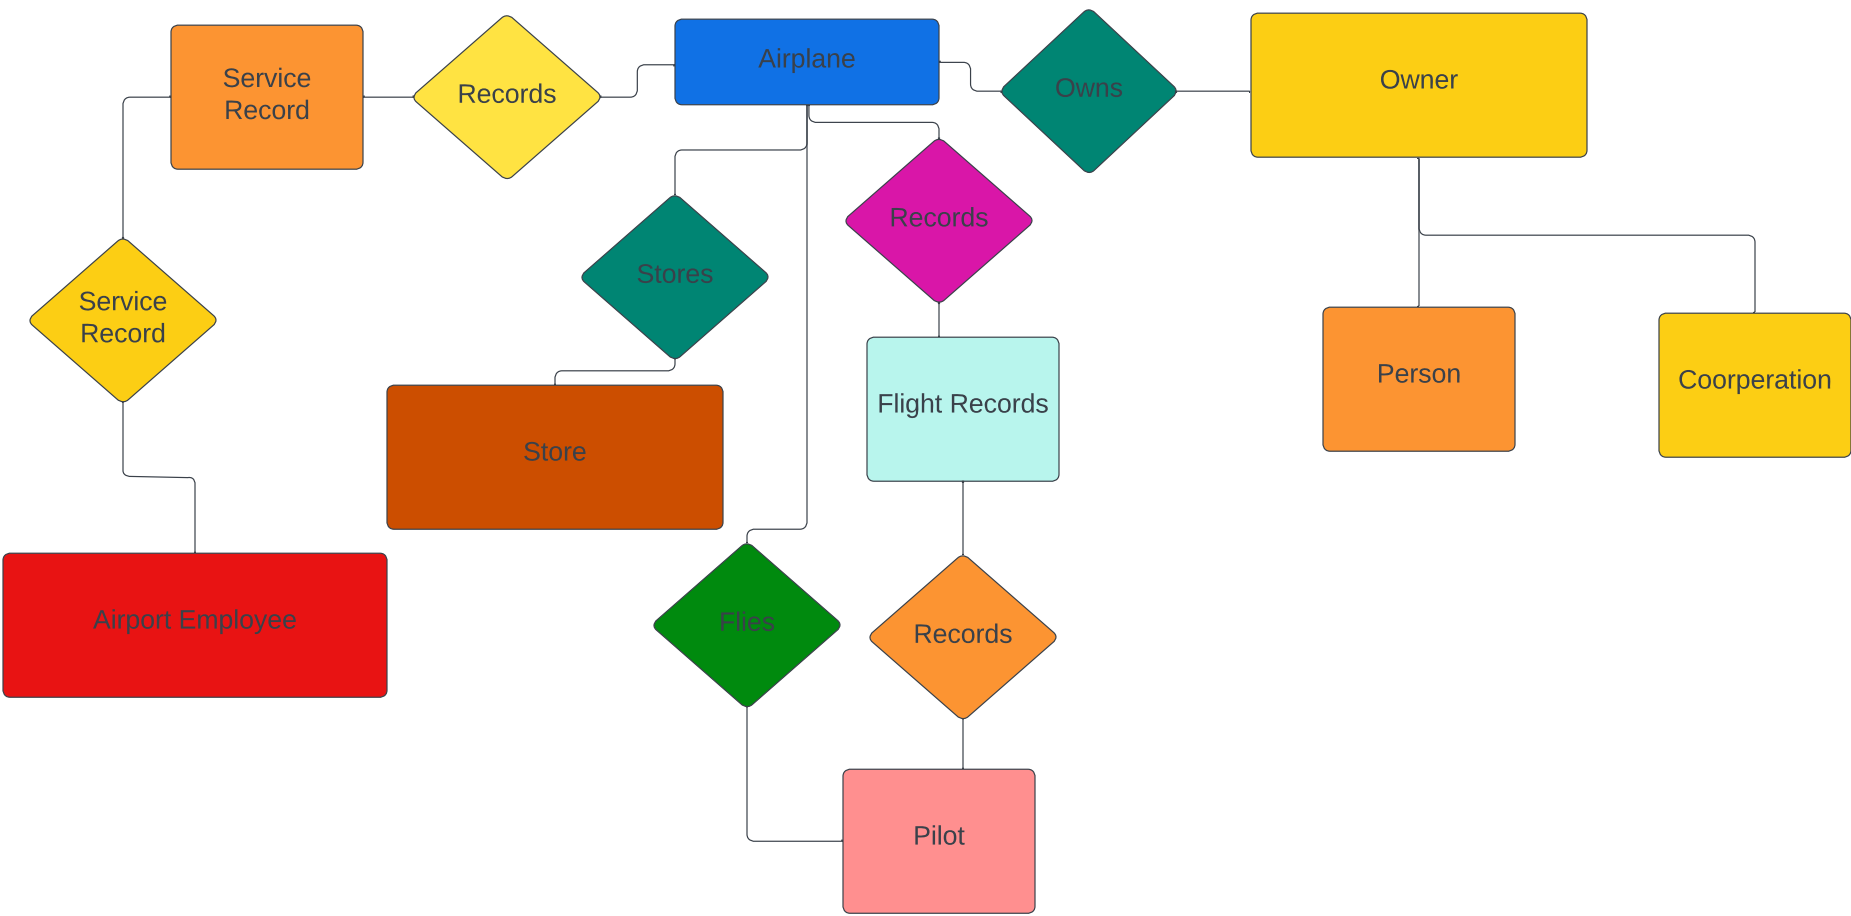 Service
Record
Records
Airplane
Owns
Owner
Records
Stores
Service
Record
Person
Coorperation
Flight Records
Store
Airport Employee
Flies
Records
Pilot